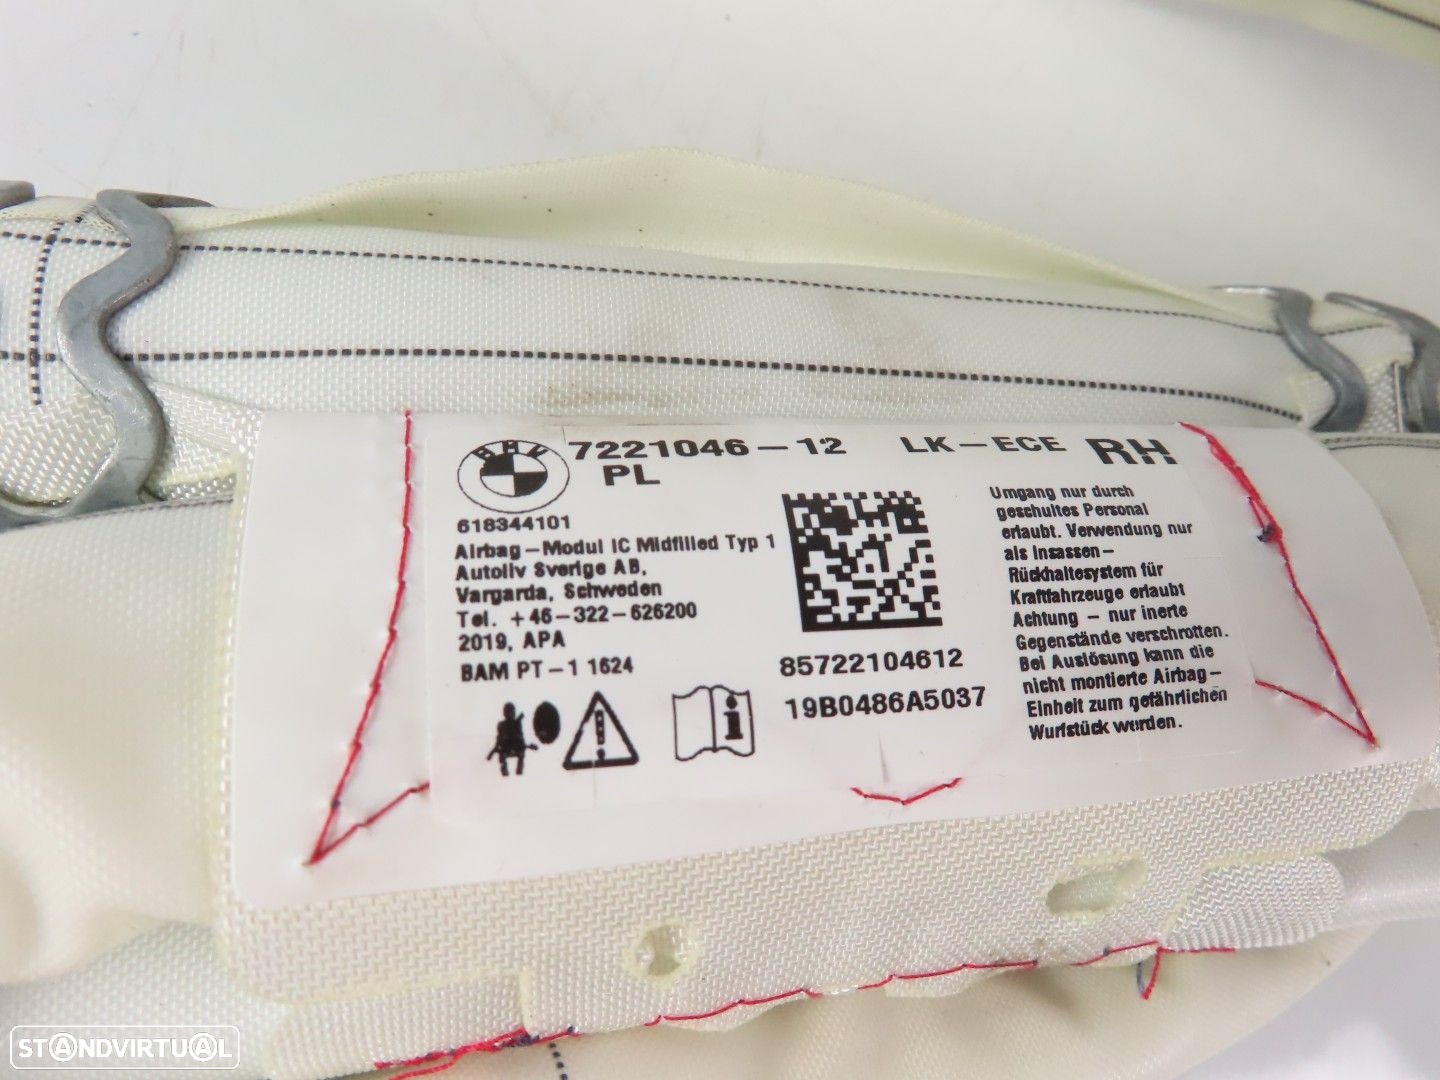 BMW
7221046-12 LK-ECE RH
PL
618344101
Airbag-Modul IC Midfilled Typ 1
Autoliv Sverige AB,
Vargarda, Schweden
Tel. +46-322-626200
2019, APA
BAM PT-1 1624
85722104612
19B0486A5037
Umgang nur durch
geschultes Personal
erlaubt. Verwendung nur
als Insassen-
Rückhaltesystem für
Kraftfahrzeuge erlaubt
Achtung - nur inerte
Gegenstände verschrotten.
Bei Auslösung kann die
nicht montierte Airbag-
Einheit zum gefährlichen
Wurfstück werden.
STANDVIRTUAL